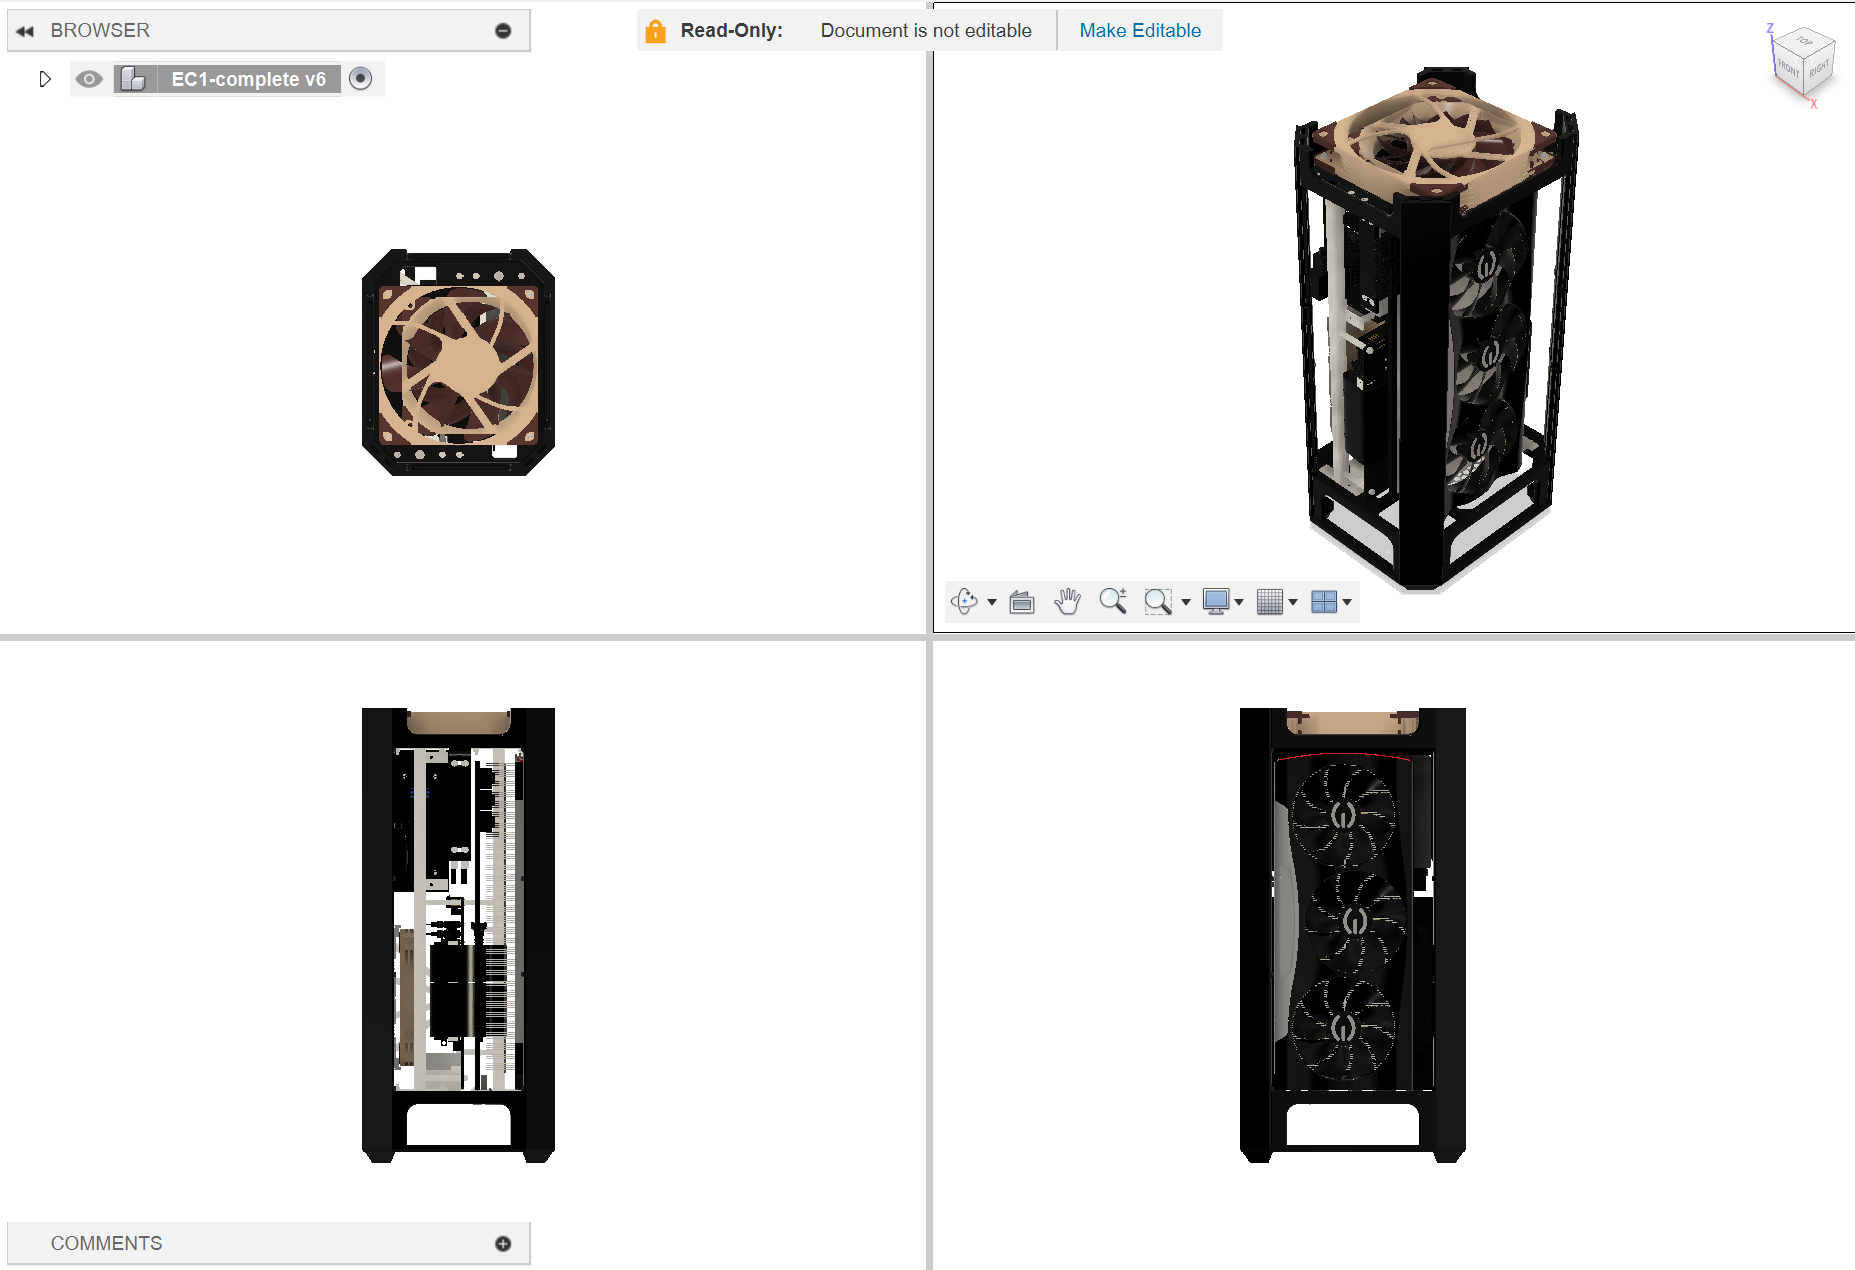 BROWSER
Read-Only: Document is not editable Make Editable
EC1-complete v6
Z
TOP
FRONT RIGHT
X
COMMENTS